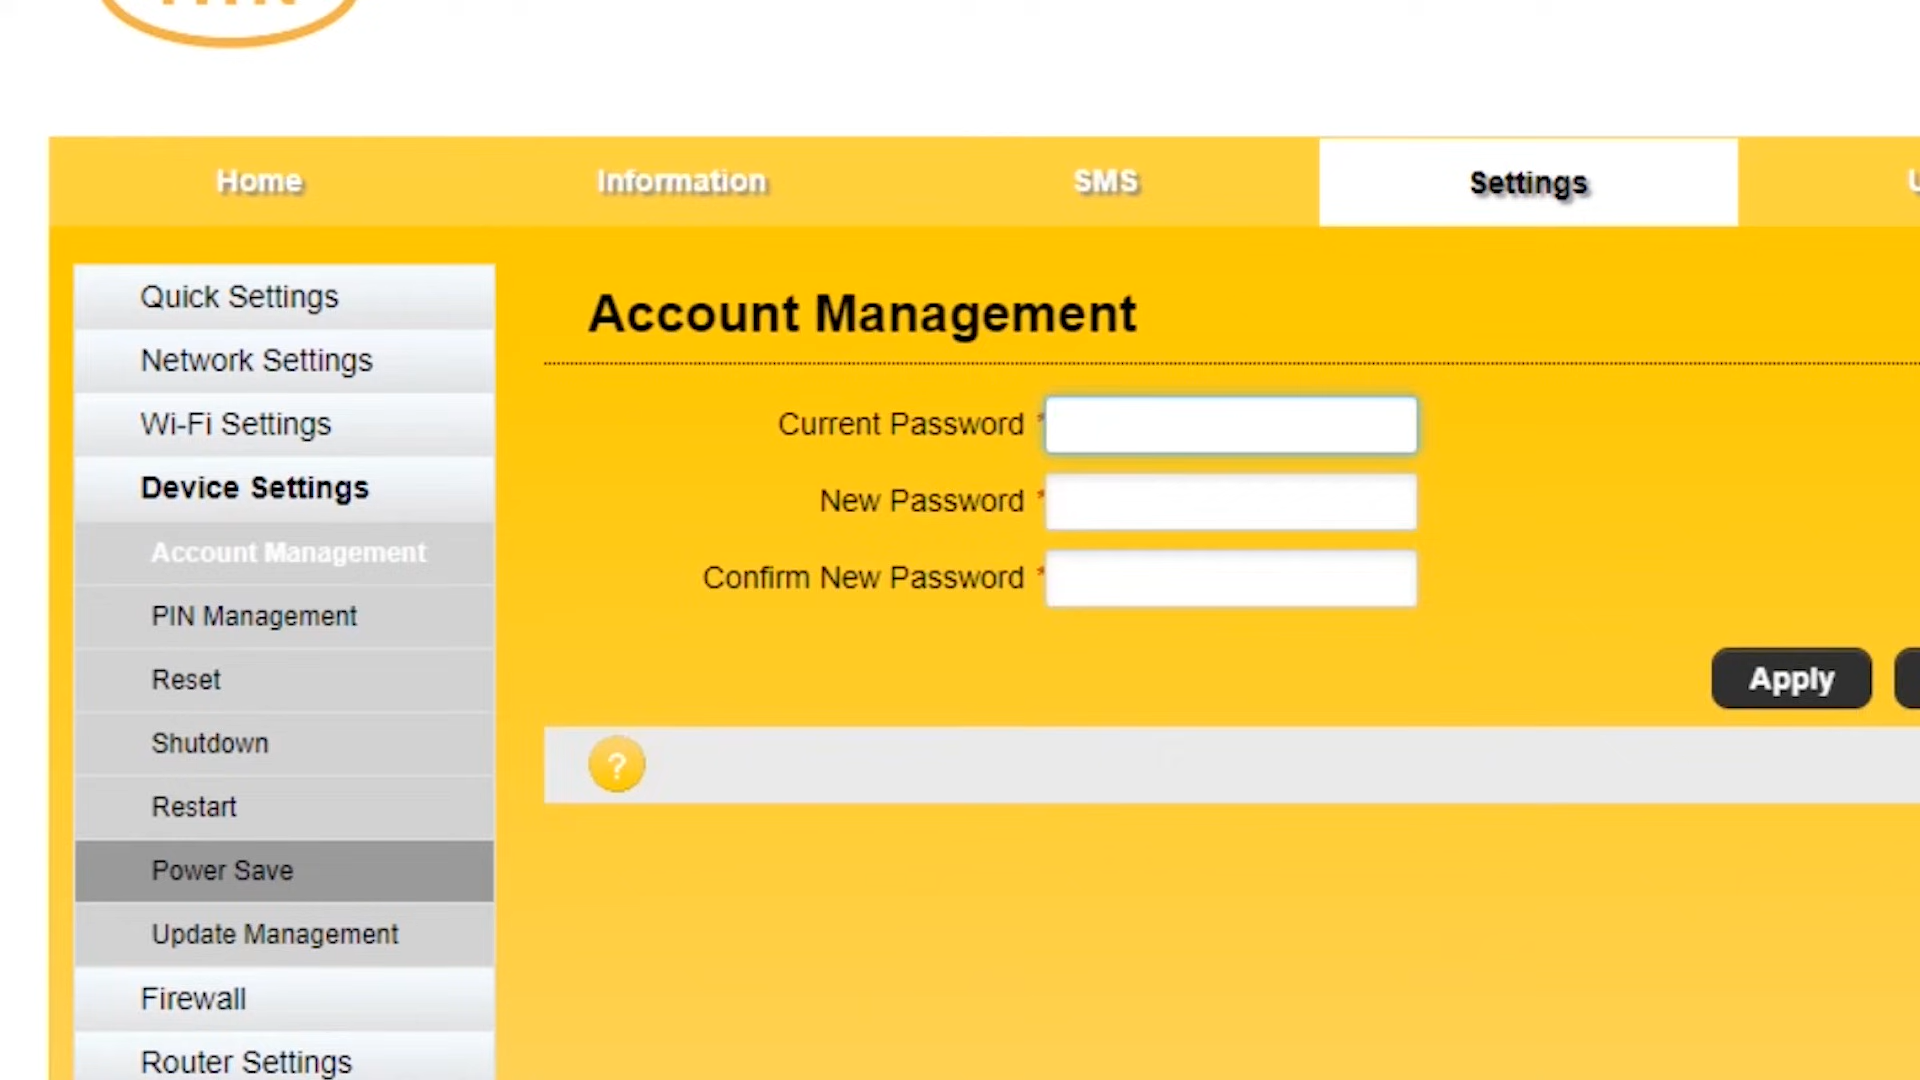 Home
Information
SMS
Settings
Quick Settings
Network Settings
Wi-Fi Settings
Device Settings
Account Management
PIN Management
Reset
Shutdown
Restart
Power Save
Update Management
Firewall
Router Settings
Account Management
Current Password *
New Password *
Confirm New Password *
Apply
?